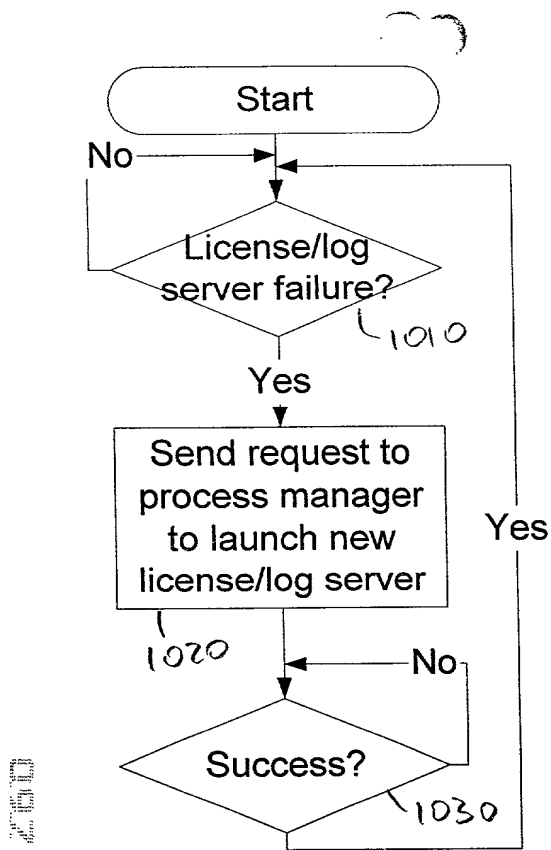 Start
No
License/log
server failure?
1010
Yes
Send request to
process manager
to launch new
license/log server
Yes
1020
No
Success?
1030